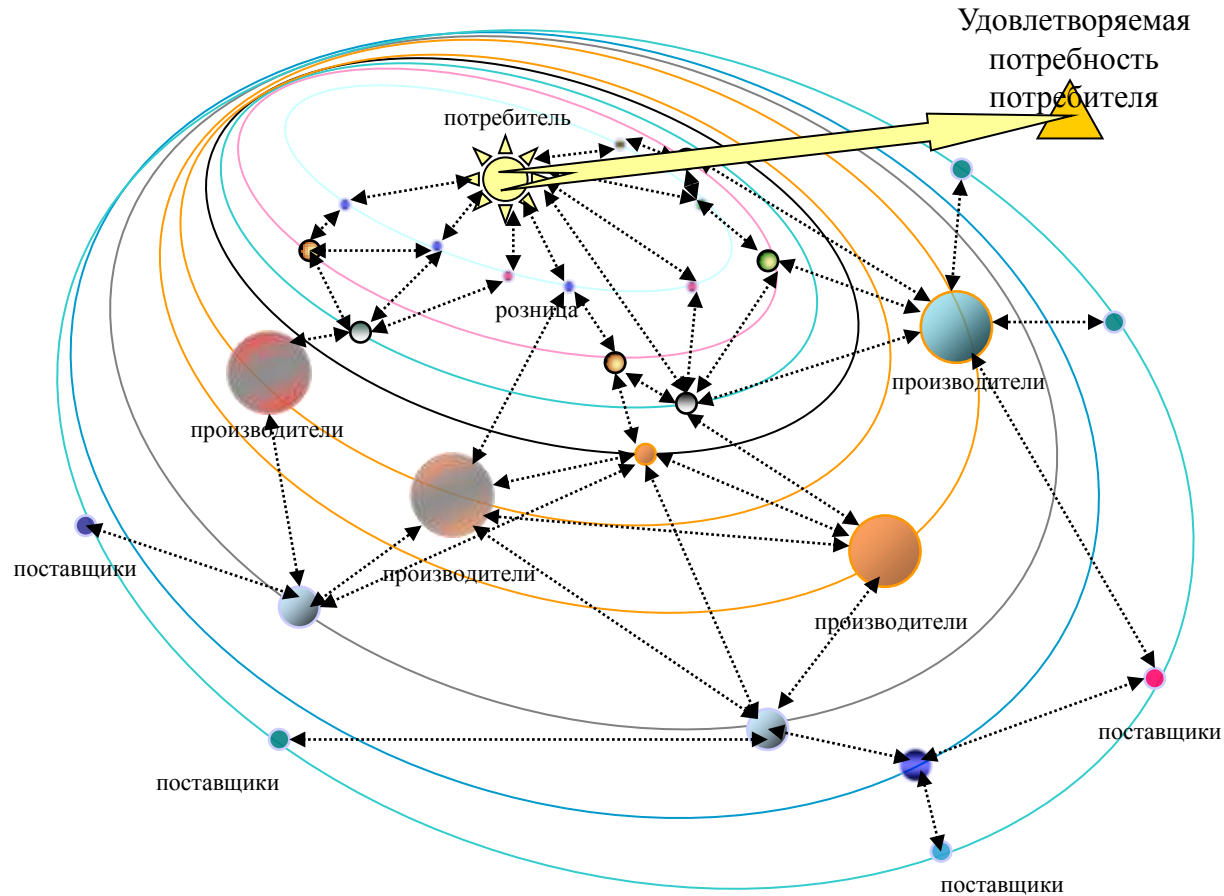 Удовлетворяемая
потребность
потребителя
потребитель
розница
производители
производители
производители
поставщики
производители
поставщики
поставщики
поставщики